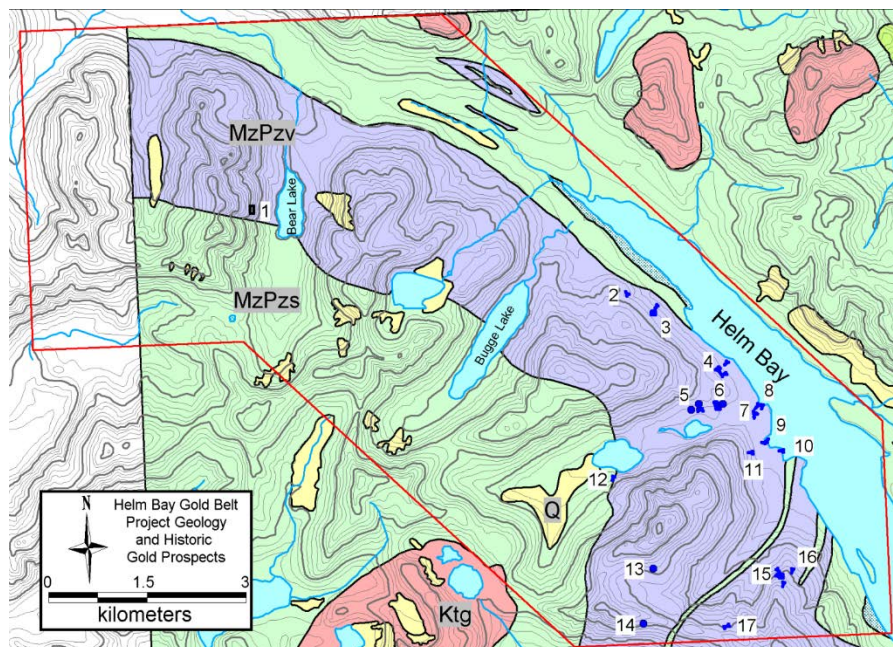 MzPzv
1
Bear Lake
MzPzs
2
3
Bugge Lake
Helm Bay
4
5
6
7
8
9
10
11
12
Q
13
14
15
16
17
Ktg
N
Helm Bay Gold Belt
Project Geology
and Historic
Gold Prospects
0 1.5 3
kilometers